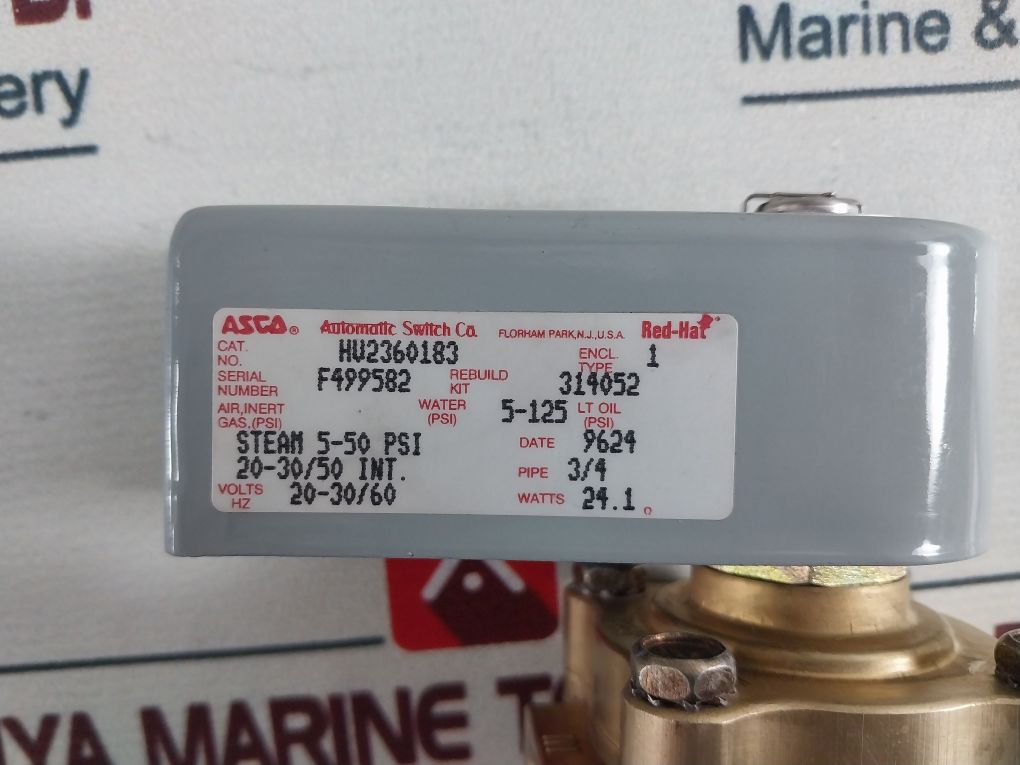 ery
Marine &
ASCO® Automatic Switch Co. FLORHAM PARK, N.J., U.S.A. Red-Hat®
CAT. NO. HV2360183 ENCL. TYPE 1
SERIAL NUMBER F499582 REBUILD KIT 314052
AIR, INERT GAS, (PSI) WATER (PSI) 5-125 LT OIL (PSI)
STEAM 5-50 PSI DATE 9624
20-30/50 INT. PIPE 3/4
VOLTS HZ 20-30/60 WATTS 24.1
YA MARINE T